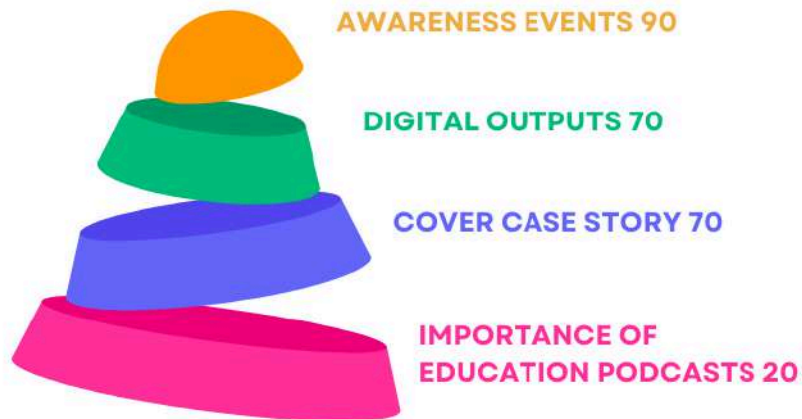 AWARENESS EVENTS 90
DIGITAL OUTPUTS 70
COVER CASE STORY 70
IMPORTANCE OF
EDUCATION PODCASTS 20